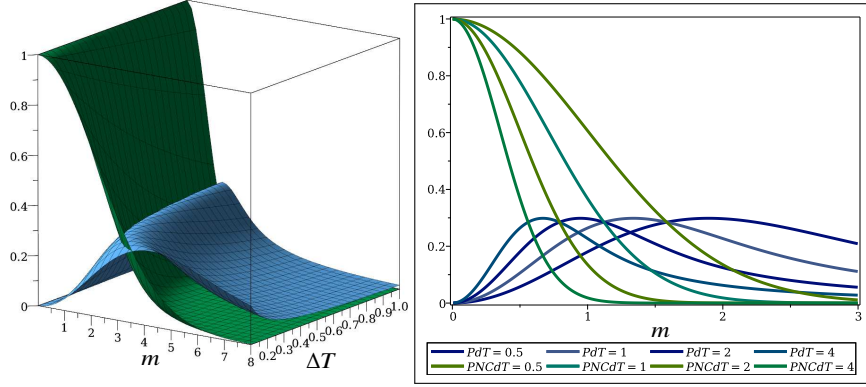 1
0.8
0.6
0.4
0.2
0
1 2 3 4 5 6 7 8
m
0.2 0.3 0.4 0.5 0.6 0.7 0.8 0.9 1.0
ΔT
1
0.8
0.6
0.4
0.2
0
0 1 2 3
m
PdT = 0.5 PdT = 1 PdT = 2 PdT = 4
PNCdT = 0.5 PNCdT = 1 PNCdT = 2 PNCdT = 4